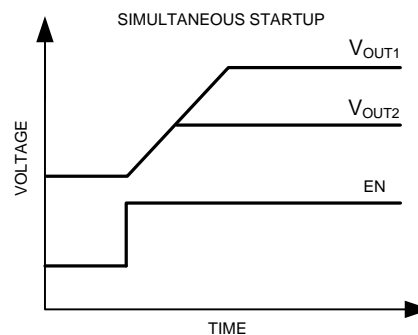 SIMULTANEOUS STARTUP
VOUT1
VOUT2
EN
VOLTAGE
TIME